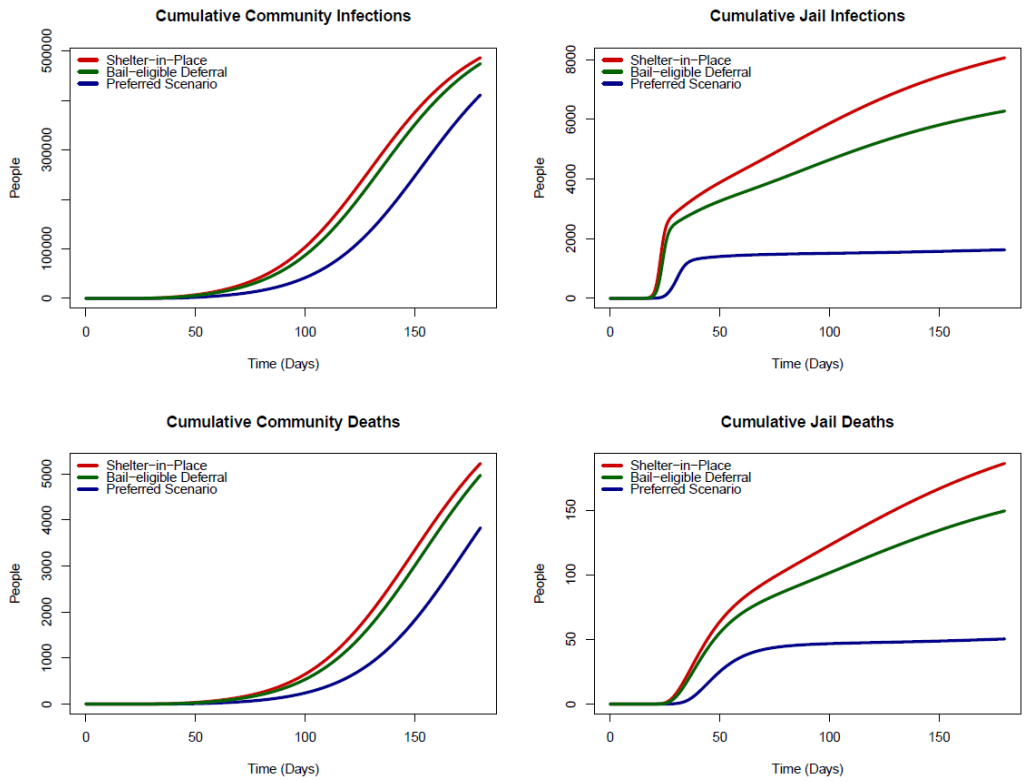 Cumulative Community Infections
500000
300000
100000
0
People
Shelter−in−Place
Bail−eligible Deferral
Preferred Scenario
0 50 100 150
Time (Days)
Cumulative Jail Infections
8000
6000
4000
2000
0
People
Shelter−in−Place
Bail−eligible Deferral
Preferred Scenario
0 50 100 150
Time (Days)
Cumulative Community Deaths
5000
4000
3000
2000
1000
0
People
Shelter−in−Place
Bail−eligible Deferral
Preferred Scenario
0 50 100 150
Time (Days)
Cumulative Jail Deaths
150
100
50
0
People
Shelter−in−Place
Bail−eligible Deferral
Preferred Scenario
0 50 100 150
Time (Days)